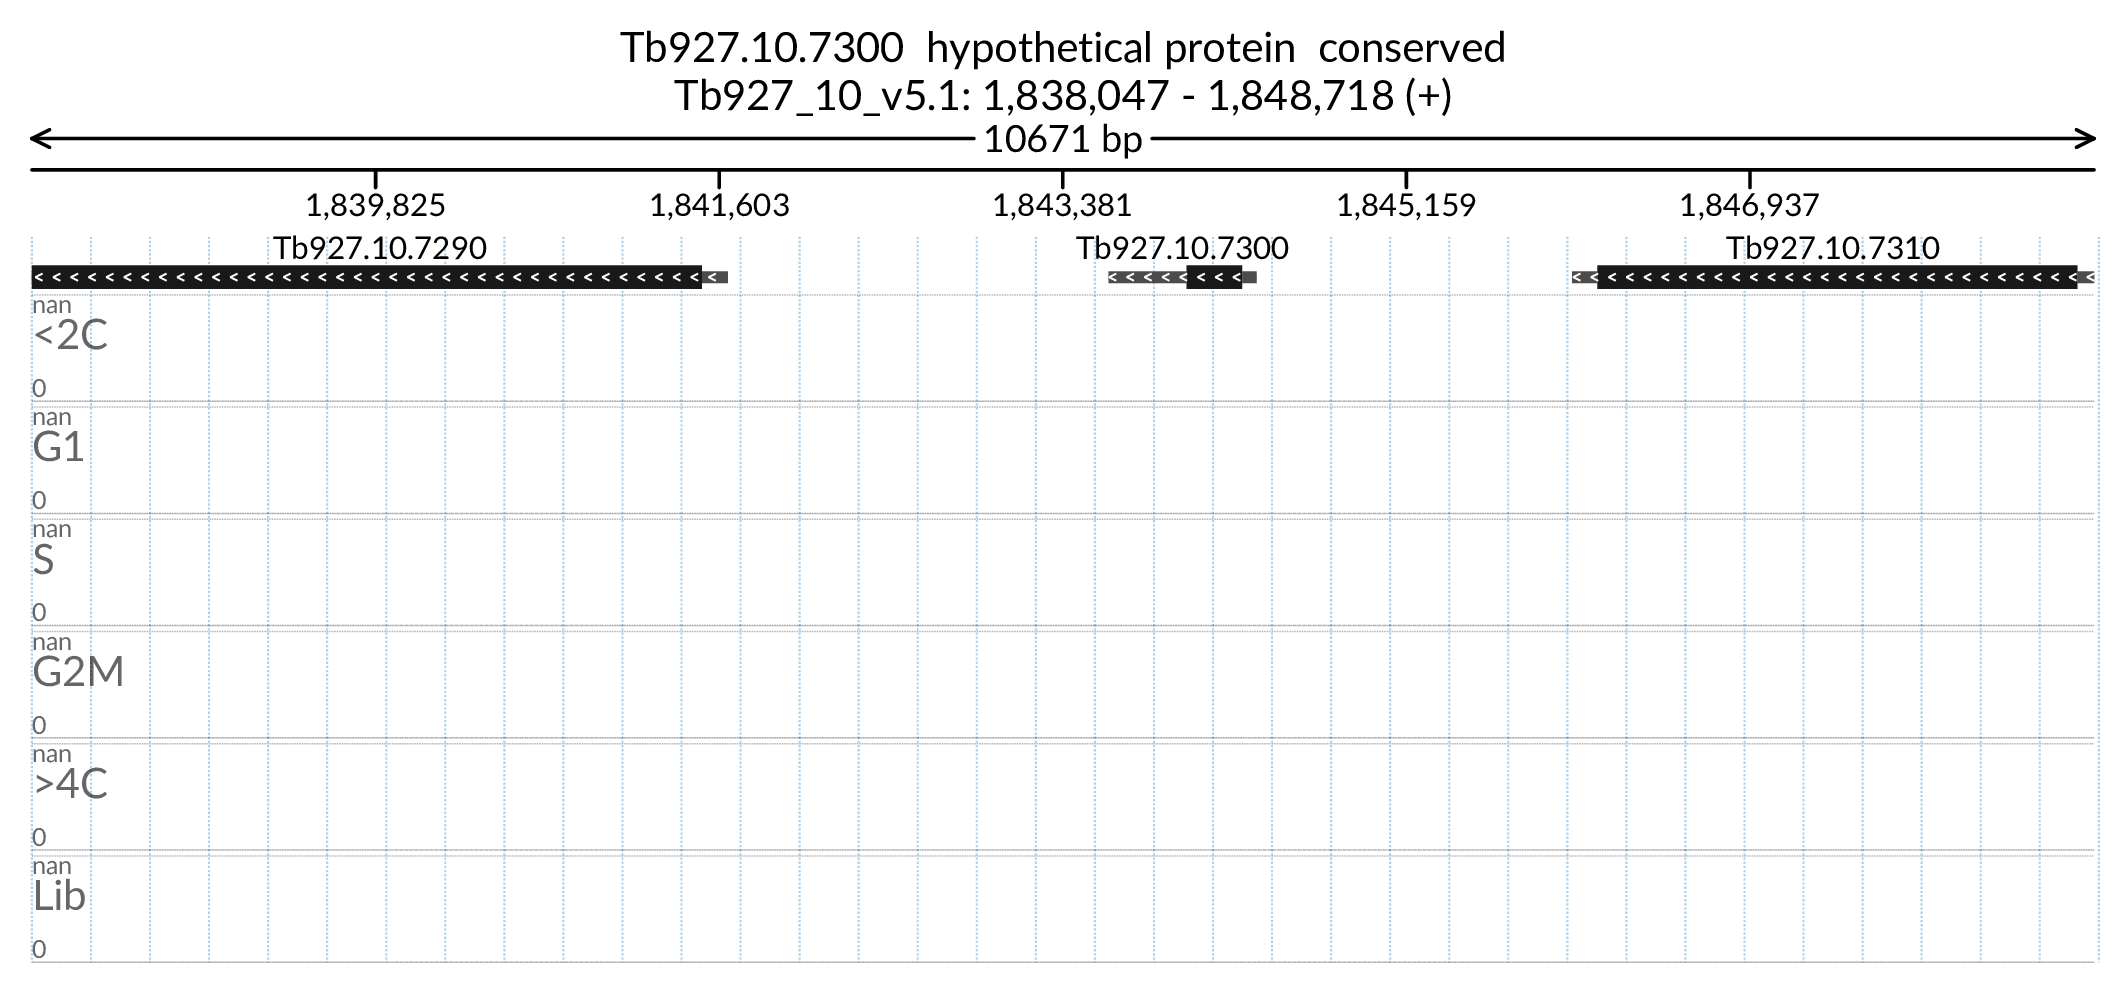 Tb927.10.7300  hypothetical protein  conserved
Tb927_10_v5.1: 1,838,047 - 1,848,718 (+)
10671 bp
1,839,825 1,841,603 1,843,381 1,845,159 1,846,937
Tb927.10.7290 Tb927.10.7300 Tb927.10.7310
nan
<2C
0
nan
G1
0
nan
S
0
nan
G2M
0
nan
>4C
0
nan
Lib
0